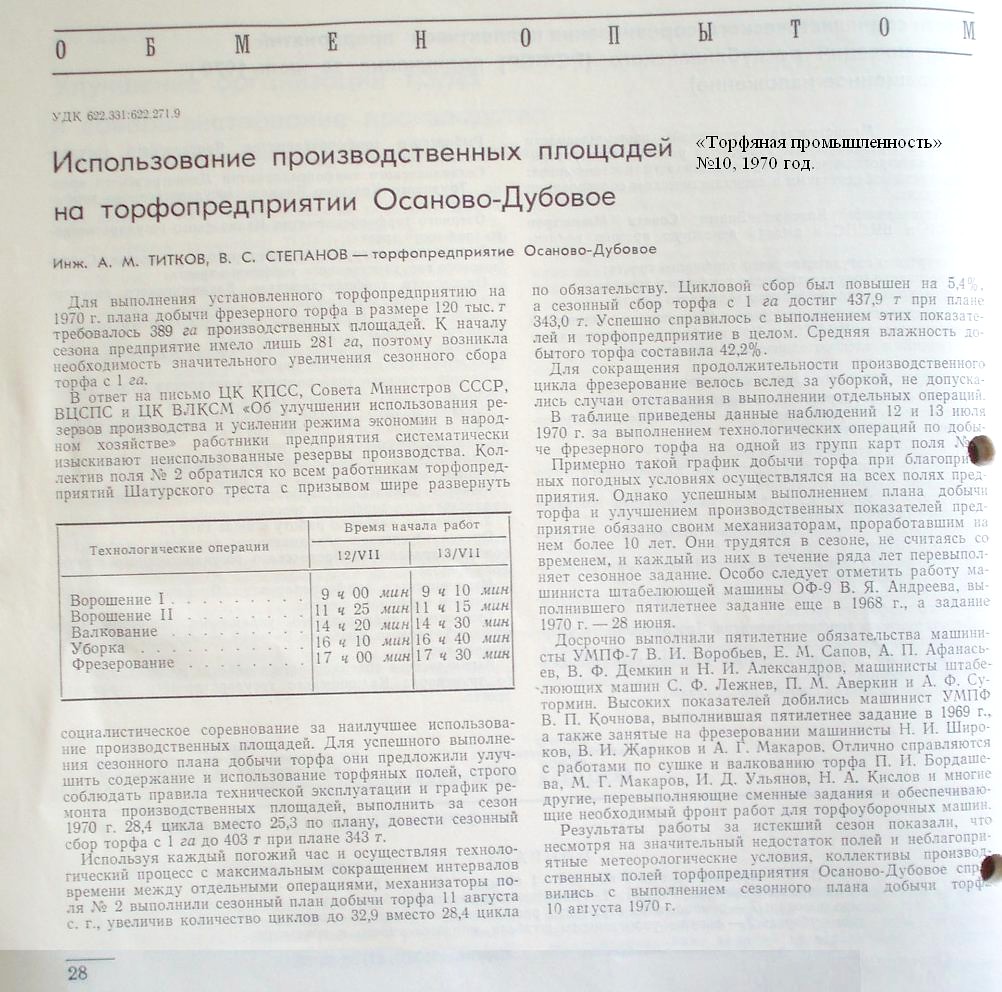 ОБМЕН ОПЫТОМ
УДК 622.331:622.271.9
Использование производственных площадей
на торфопредприятии Осаново-Дубовое
«Торфяная промышленность»
№10, 1970 год.
Инж. А. М. ТИТКОВ, В. С. СТЕПАНОВ — торфопредприятие Осаново-Дубовое
Для выполнения установленного торфопредприятию на
1970 г. плана добычи фрезерного торфа в размере 120 тыс. т
требовалось 389 га производственных площадей. К началу
сезона предприятие имело лишь 281 га, поэтому возникла
необходимость значительного увеличения сезонного сбора
торфа с 1 га.
В ответ на письмо ЦК КПСС, Совета Министров СССР,
ВЦСПС и ЦК ВЛКСМ «Об улучшении использования ре-
зервов производства и усилении режима экономии в народ-
ном хозяйстве» работники предприятия систематически
изыскивают неиспользованные резервы производства. Кол-
лектив поля № 2 обратился ко всем работникам торфопред-
приятий Шатурского треста с призывом шире развернуть
Технологические операции
Время начала работ
12/VII 13/VII
Ворошение I . . . . . . . . . 9 ч 00 мин 9 ч 10 мин
Ворошение II . . . . . . . . 11 ч 25 мин 11 ч 15 мин
Валкование . . . . . . . . . 14 ч 20 мин 14 ч 30 мин
Уборка . . . . . . . . . . . 16 ч 10 мин 16 ч 40 мин
Фрезерование . . . . . . . . 17 ч 00 мин 17 ч 30 мин
социалистическое соревнование за наилучшее использова-
ние производственных площадей. Для успешного выполне-
ния сезонного плана добычи торфа они предложили улуч-
шить содержание и использование торфяных полей, строго
соблюдать правила технической эксплуатации и график ре-
монта производственных площадей, выполнить за сезон
1970 г. 28,4 цикла вместо 25,3 по плану, довести сезонный
сбор торфа с 1 га до 403 т при плане 343 т.
Используя каждый погожий час и осуществляя техноло-
гический процесс с максимальным сокращением интервалов
времени между отдельными операциями, механизаторы по-
ля № 2 выполнили сезонный план добычи торфа 11 августа
с. г., увеличив количество циклов до 32,9 вместо 28,4 цикла
по обязательству. Цикловой сбор был повышен на 5,4%,
а сезонный сбор торфа с 1 га достиг 437,9 т при плане
343,0 т. Успешно справилось с выполнением этих показате-
лей и торфопредприятие в целом. Средняя влажность до-
бытого торфа составила 42,2%.
Для сокращения продолжительности производственного
цикла фрезерование велось вслед за уборкой, не допуска-
лись случаи отставания в выполнении отдельных операций.
В таблице приведены данные наблюдений 12 и 13 июля
1970 г. за выполнением технологических операций по добы-
че фрезерного торфа на одной из групп карт поля
Примерно такой график добычи торфа при благоприят-
ных погодных условиях осуществлялся на всех полях пред-
приятия. Однако успешным выполнением плана добычи
торфа и улучшением производственных показателей пред-
приятие обязано своим механизаторам, проработавшим на
нем более 10 лет. Они трудятся в сезоне, не считаясь со
временем, и каждый из них в течение ряда лет перевыпол-
няет сезонное задание. Особо следует отметить работу ма-
шиниста штабелюющей машины ОФ-9 В. Я. Андреева, вы-
полнившего пятилетнее задание еще в 1968 г., а задание
1970 г. — 28 июня.
Досрочно выполнили пятилетние обязательства машини-
сты УМПФ-7 В. И. Воробьев, Е. М. Сапов, А. П. Афанась-
ев, В. Ф. Демкин и Н. И. Александров, машинисты штабе-
люющих машин С. Ф. Лежнев, П. М. Аверкин и А. Ф. Су-
тормин. Высоких показателей добились машинист УМПФ
В. П. Кочнова, выполнившая пятилетнее задание в 1969 г.,
а также занятые на фрезеровании машинисты Н. И. Широ-
ков, В. И. Жариков и А. Г. Макаров. Отлично справляются
с работами по сушке и валкованию торфа П. И. Бордаше-
ва, М. Г. Макаров, И. Д. Ульянов, Н. А. Кислов и многие
другие, перевыполняющие сменные задания и обеспечиваю-
щие необходимый фронт работ для торфоуборочных машин.
Результаты работы за истекший сезон показали, что
несмотря на значительный недостаток полей и неблагопри-
ятные метеорологические условия, коллективы производ-
ственных полей торфопредприятия Осаново-Дубовое спра-
вились с выполнением сезонного плана добычи торфа
10 августа 1970 г.
28